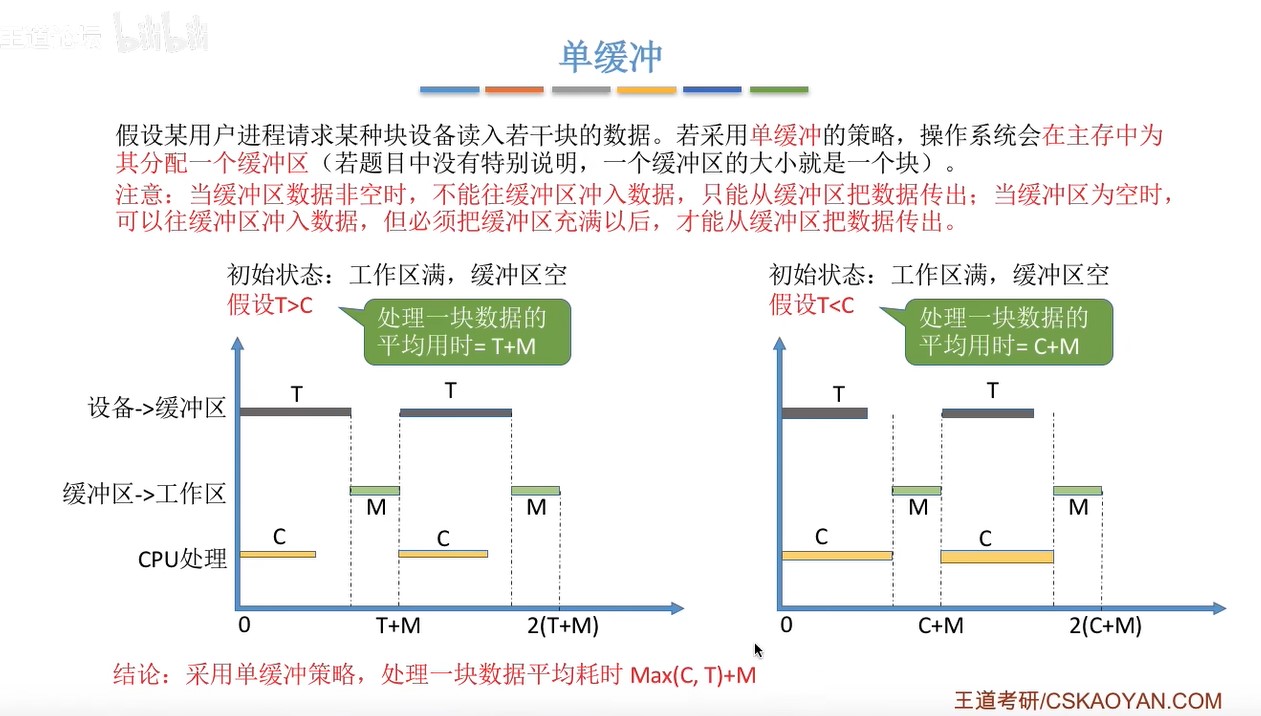 王道论坛 bilibili
单缓冲
假设某用户进程请求某种块设备读入若干块的数据。若采用单缓冲的策略，操作系统会在主存中为
其分配一个缓冲区（若题目中没有特别说明，一个缓冲区的大小就是一个块）。
注意：当缓冲区数据非空时，不能往缓冲区冲入数据，只能从缓冲区把数据传出；当缓冲区为空时，
可以往缓冲区冲入数据，但必须把缓冲区充满以后，才能从缓冲区把数据传出。
初始状态：工作区满，缓冲区空
假设T>C
处理一块数据的
平均用时= T+M
T
T
设备->缓冲区
缓冲区->工作区
M
M
C
C
CPU处理
0
T+M
2(T+M)
初始状态：工作区满，缓冲区空
假设T<C
处理一块数据的
平均用时= C+M
T
T
M
M
C
C
0
C+M
2(C+M)
结论：采用单缓冲策略，处理一块数据平均耗时 Max(C, T)+M
王道考研/CSKAOYAN.COM